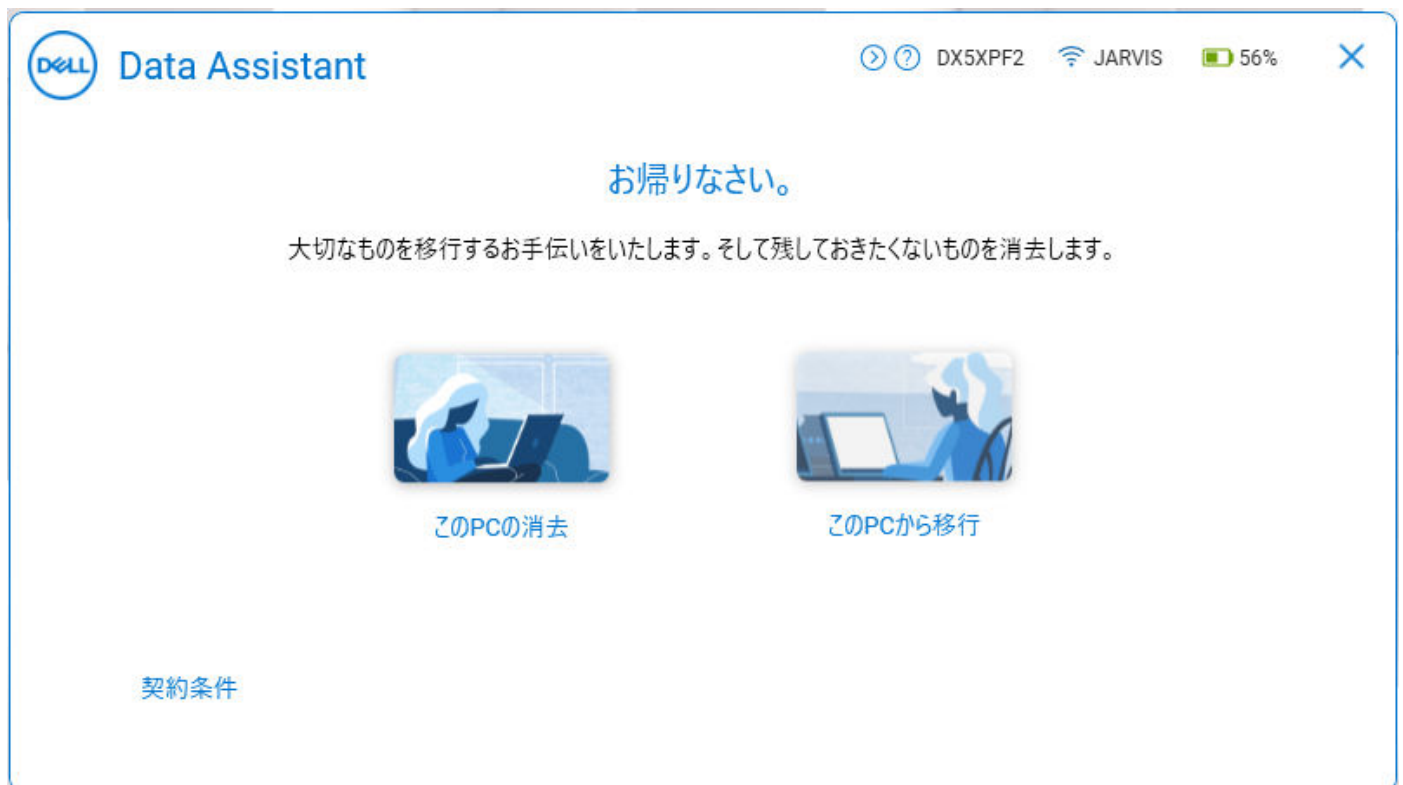 DELL Data Assistant DX5XPF2 JARVIS 56%
お帰りなさい。
大切なものを移行するお手伝いをいたします。そして残しておきたくないものを消去します。
このPCの消去 このPCから移行
契約条件